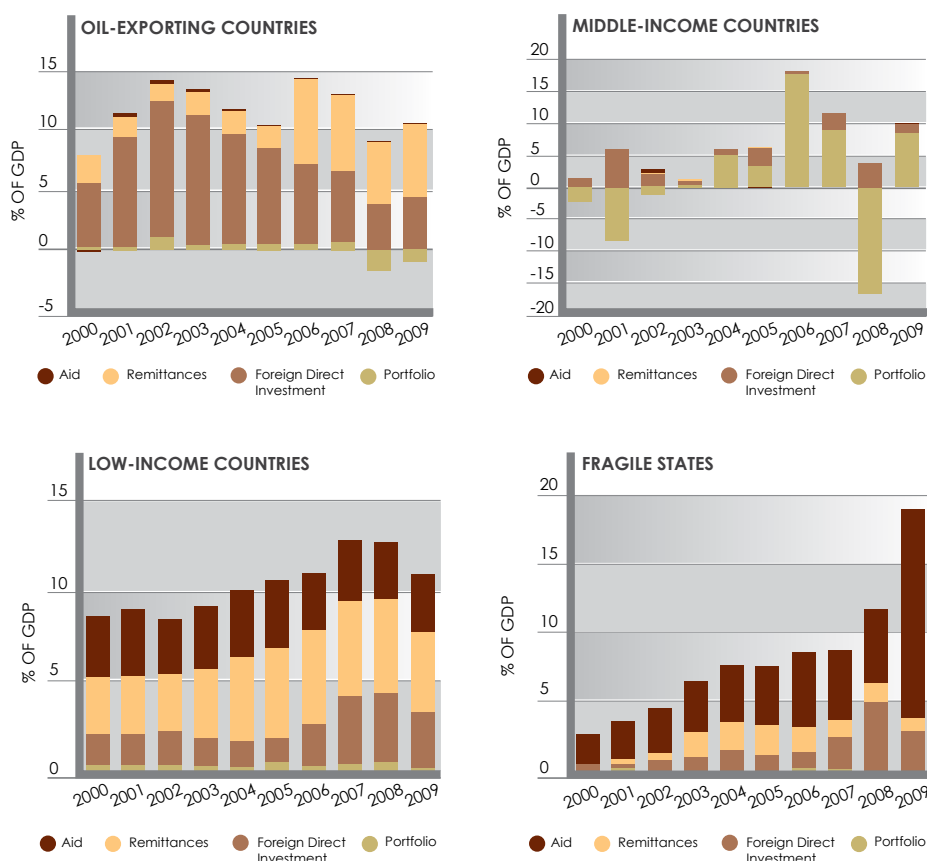 OIL-EXPORTING COUNTRIES
15
10
5
0
-5
% OF GDP
2000 2001 2002 2003 2004 2005 2006 2007 2008 2009
Aid Remittances Foreign Direct Investment Portfolio
MIDDLE-INCOME COUNTRIES
20
15
10
5
0
-5
-10
-15
-20
% OF GDP
2000 2001 2002 2003 2004 2005 2006 2007 2008 2009
Aid Remittances Foreign Direct Investment Portfolio
LOW-INCOME COUNTRIES
15
10
5
0
% OF GDP
2000 2001 2002 2003 2004 2005 2006 2007 2008 2009
Aid Remittances Foreign Direct Investment Portfolio
FRAGILE STATES
20
15
10
5
0
% OF GDP
2000 2001 2002 2003 2004 2005 2006 2007 2008 2009
Aid Remittances Foreign Direct Investment Portfolio